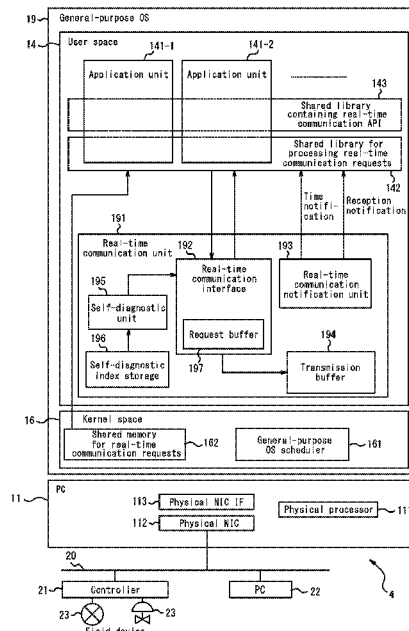 19
General-purpose OS
14
User space
141-1
141-2
Application unit
Application unit
143
Shared library
containing real-time
communication API
Shared library for
processing real-time
communication requests
142
Time
notifi-
cation
Reception
notification
191
Real-time
communication unit
192
Real-time
communication
interface
193
Real-time
communication
notification unit
195
Self-diagnostic
unit
196
Self-diagnostic
index storage
Request buffer
197
194
Transmission
buffer
16
Kernel space
Shared memory
for real-time
communication requests
162
General-purpose
OS scheduler
161
11
PC
113
Physical NIC IF
112
Physical NIC
Physical processor
111
20
21
Controller
PC
22
23
23
4
Field device